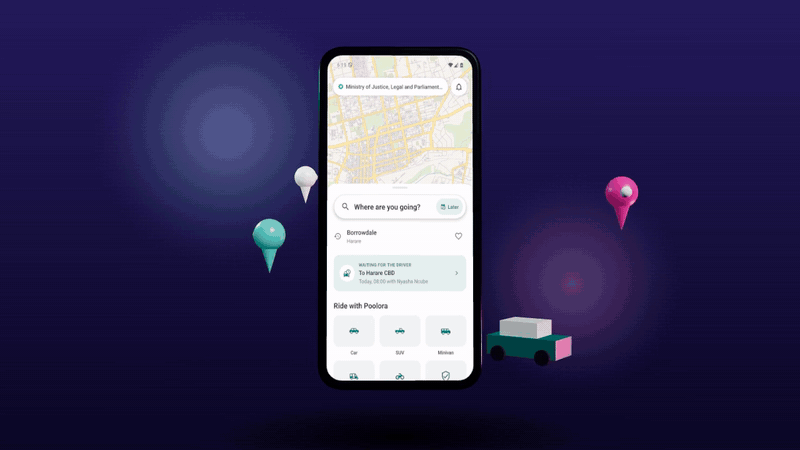 Ministry of Justice, Legal and Parliament...
Where are you going?
Later
Borrowdale
Harare
WAITING FOR THE DRIVER
To Harare CBD
Today, 08:00 with Nyasha Ncube
Ride with Poolora
Car
SUV
Minivan